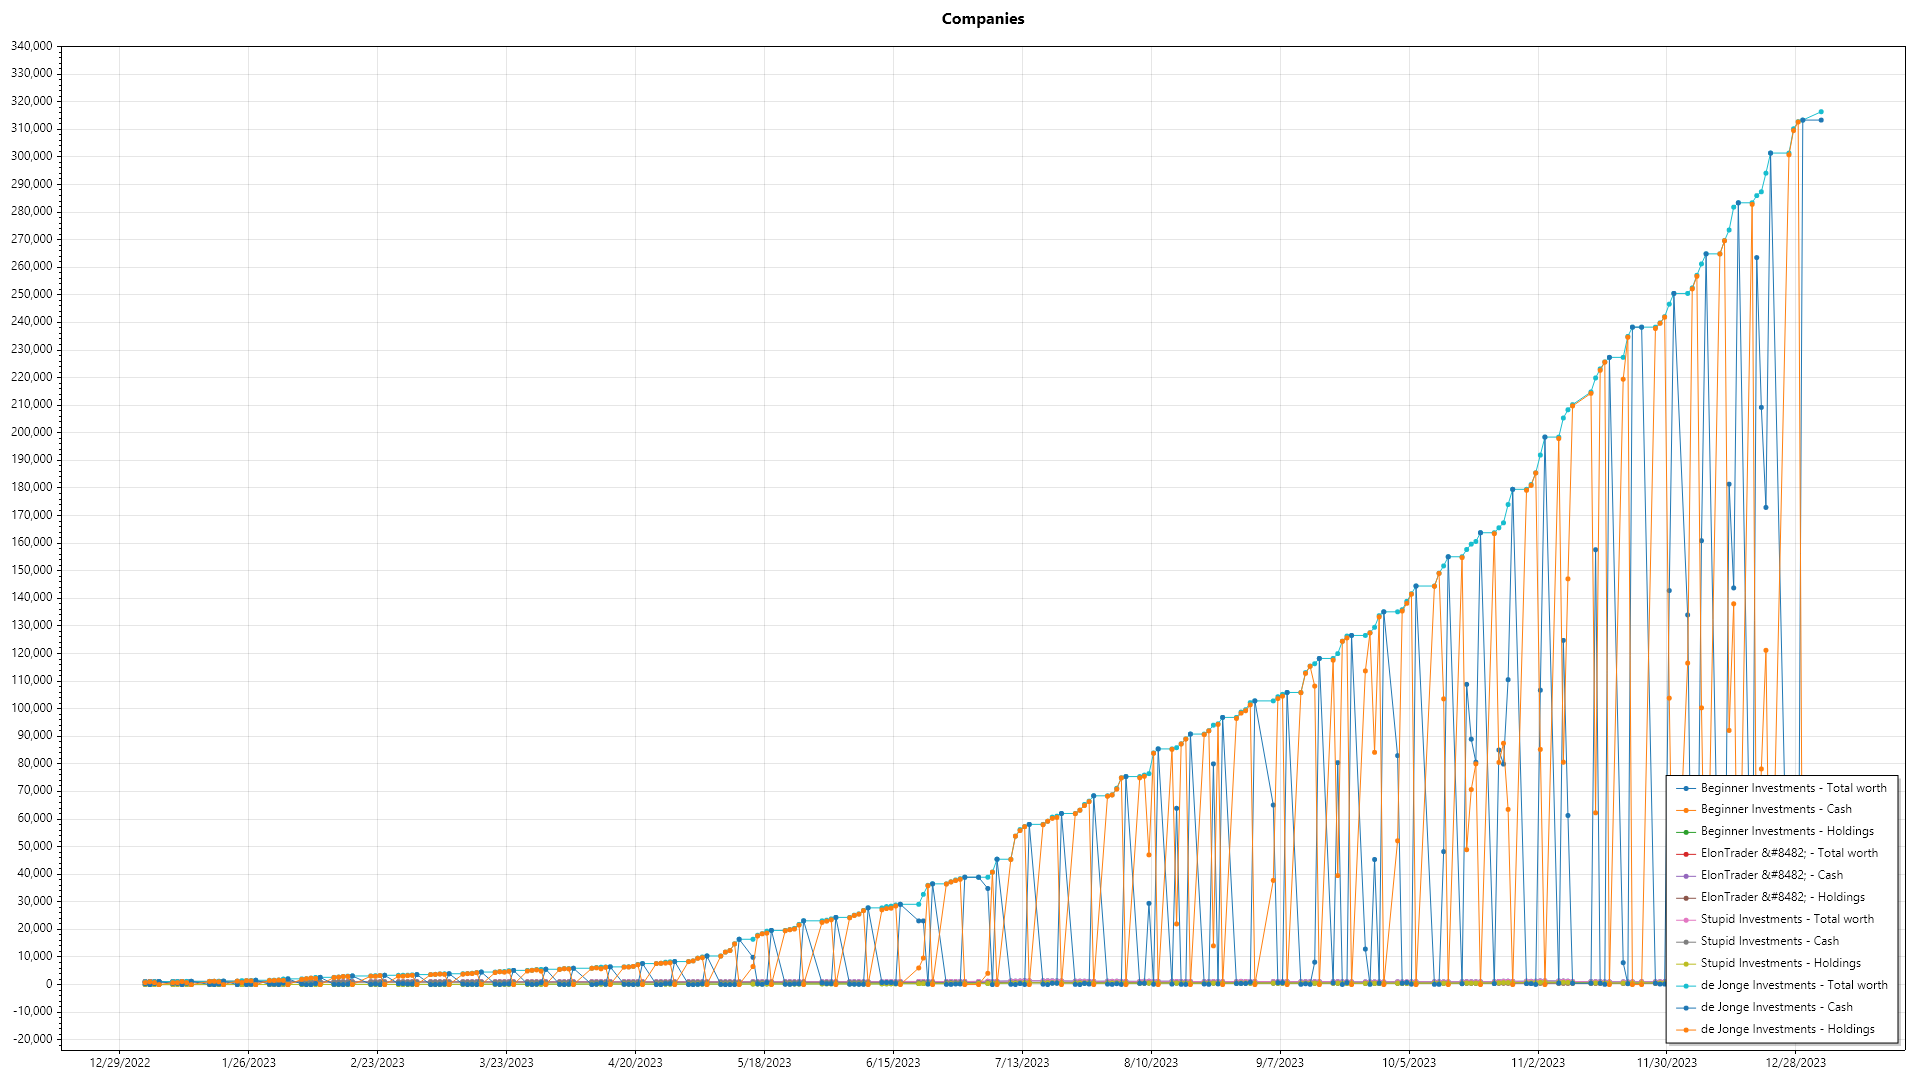 Companies
340,000
330,000
320,000
310,000
300,000
290,000
280,000
270,000
260,000
250,000
240,000
230,000
220,000
210,000
200,000
190,000
180,000
170,000
160,000
150,000
140,000
130,000
120,000
110,000
100,000
90,000
80,000
70,000
60,000
50,000
40,000
30,000
20,000
10,000
0
-10,000
-20,000
Beginner Investments - Total worth
Beginner Investments - Cash
Beginner Investments - Holdings
ElonTrader &#8482; - Total worth
ElonTrader &#8482; - Cash
ElonTrader &#8482; - Holdings
Stupid Investments - Total worth
Stupid Investments - Cash
Stupid Investments - Holdings
de Jonge Investments - Total worth
de Jonge Investments - Cash
de Jonge Investments - Holdings
12/29/2022 1/26/2023 2/23/2023 3/23/2023 4/20/2023 5/18/2023 6/15/2023 7/13/2023 8/10/2023 9/7/2023 10/5/2023 11/2/2023 11/30/2023 12/28/2023